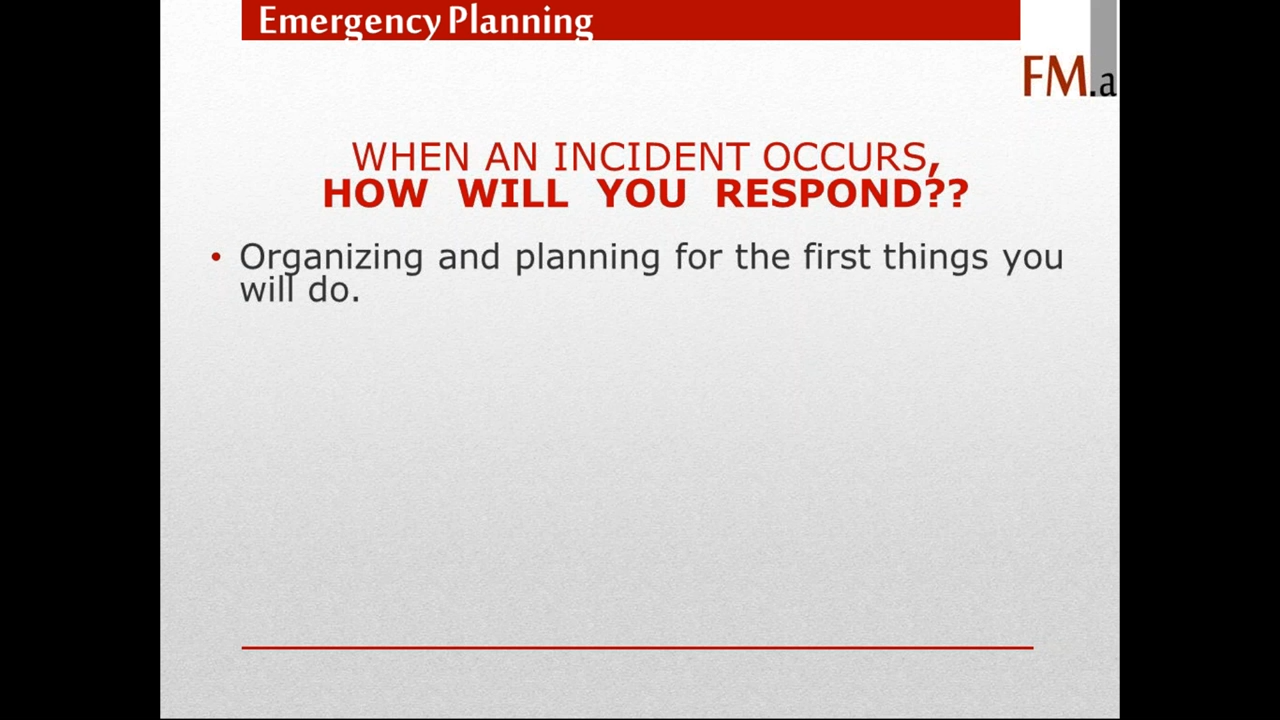 Emergency Planning
FM.a
WHEN AN INCIDENT OCCURS,
HOW WILL YOU RESPOND??
• Organizing and planning for the first things you
will do.